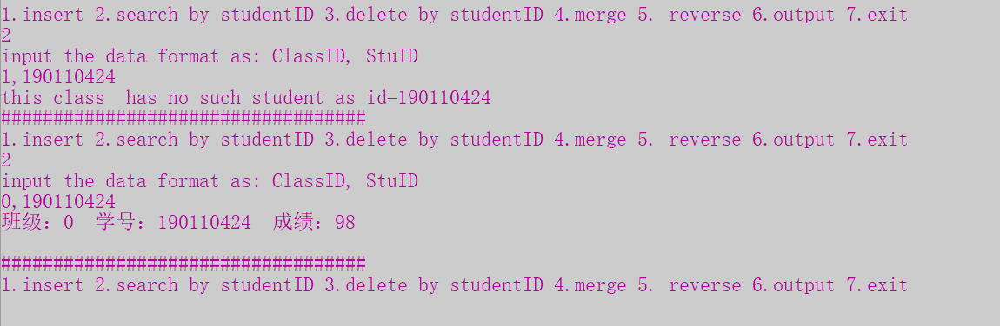 1.insert 2.search by studentID 3.delete by studentID 4.merge 5. reverse 6.output 7.exit
2
input the data format as: ClassID, StuID
1,190110424
this class  has no such student as id=190110424
###################################
1.insert 2.search by studentID 3.delete by studentID 4.merge 5. reverse 6.output 7.exit
2
input the data format as: ClassID, StuID
0,190110424
班级：0  学号：190110424  成绩：98
###################################
1.insert 2.search by studentID 3.delete by studentID 4.merge 5. reverse 6.output 7.exit